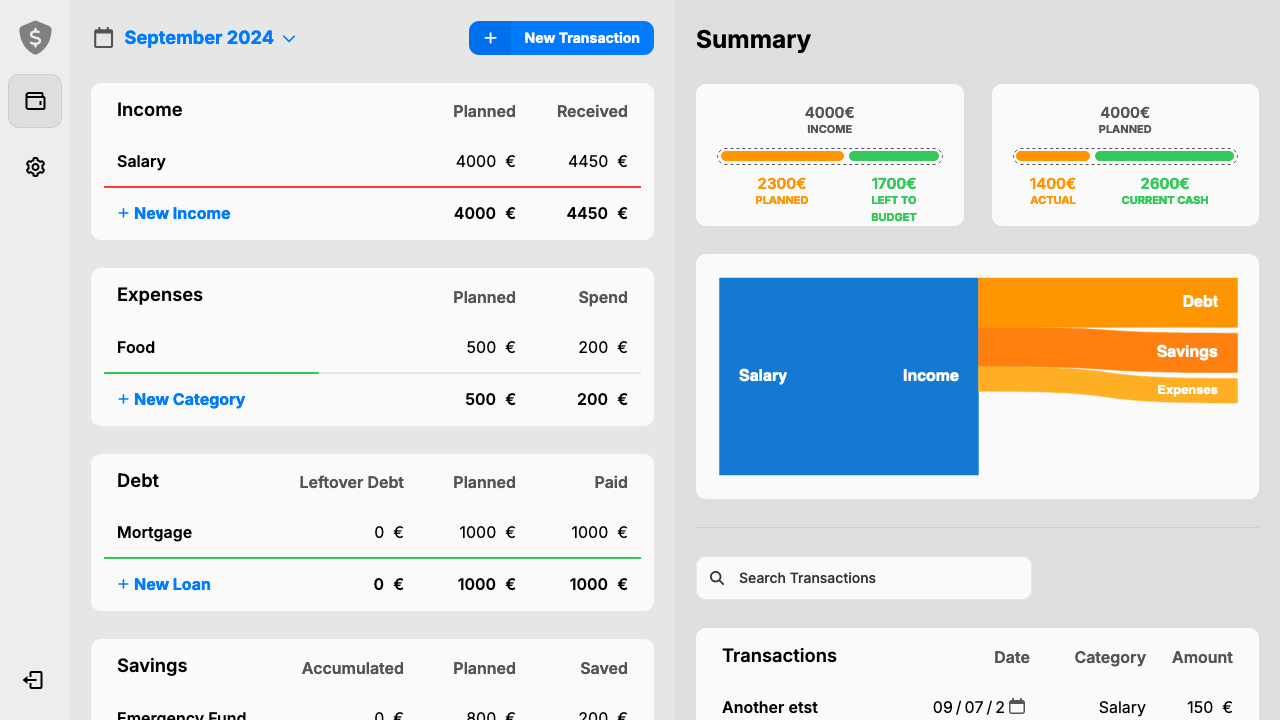 $
September 2024
+ New Transaction
Income Planned Received
Salary 4000 € 4450 €
+ New Income 4000 € 4450 €
Expenses Planned Spend
Food 500 € 200 €
+ New Category 500 € 200 €
Debt Leftover Debt Planned Paid
Mortgage 0 € 1000 € 1000 €
+ New Loan 0 € 1000 € 1000 €
Savings Accumulated Planned Saved
Emergency Fund 0 € 800 € 200 €
Summary
4000€
INCOME
2300€ 1700€
PLANNED LEFT TO
BUDGET
4000€
PLANNED
1400€ 2600€
ACTUAL CURRENT CASH
Debt
Savings
Salary Income
Expenses
Search Transactions
Transactions Date Category Amount
Another etst 09/07/2 Salary 150 €